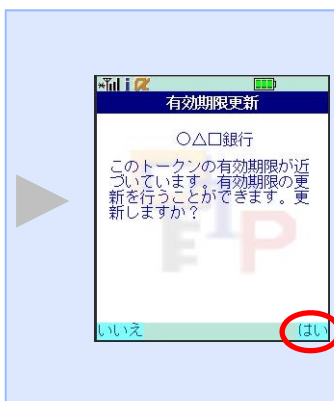 有効期限更新
○△□銀行
このトークンの有効期限が近
づいています。有効期限の更
新を行うことができます。更
新しますか？
いいえ はい